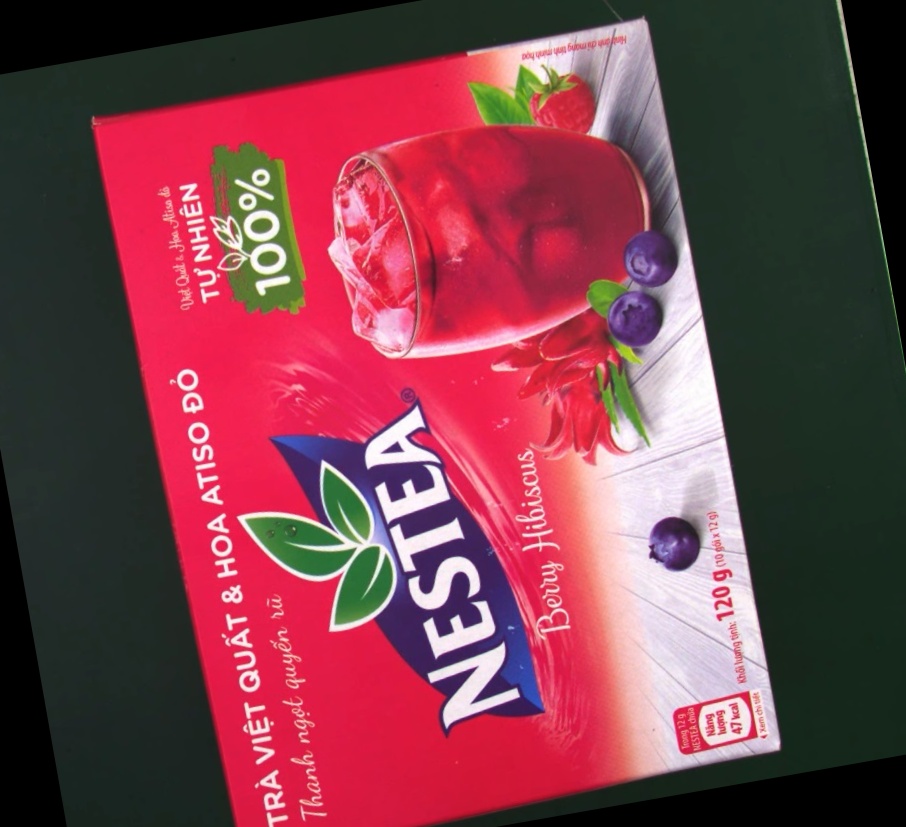 TRÀ VIỆT QUẤT & HOA ATISO ĐỎ
Thanh ngọt quyến rũ
Việt Quất & Hoa Atiso đỏ
TỰ NHIÊN
100%
NESTEA®
Berry Hibiscus
Hình ảnh chỉ mang tính minh họa
Trong 12 g
NESTEA chứa
Năng
lượng
47 kcal
Xem chi tiết
Khối lượng tịnh: 120 g (10 gói x 12 g)